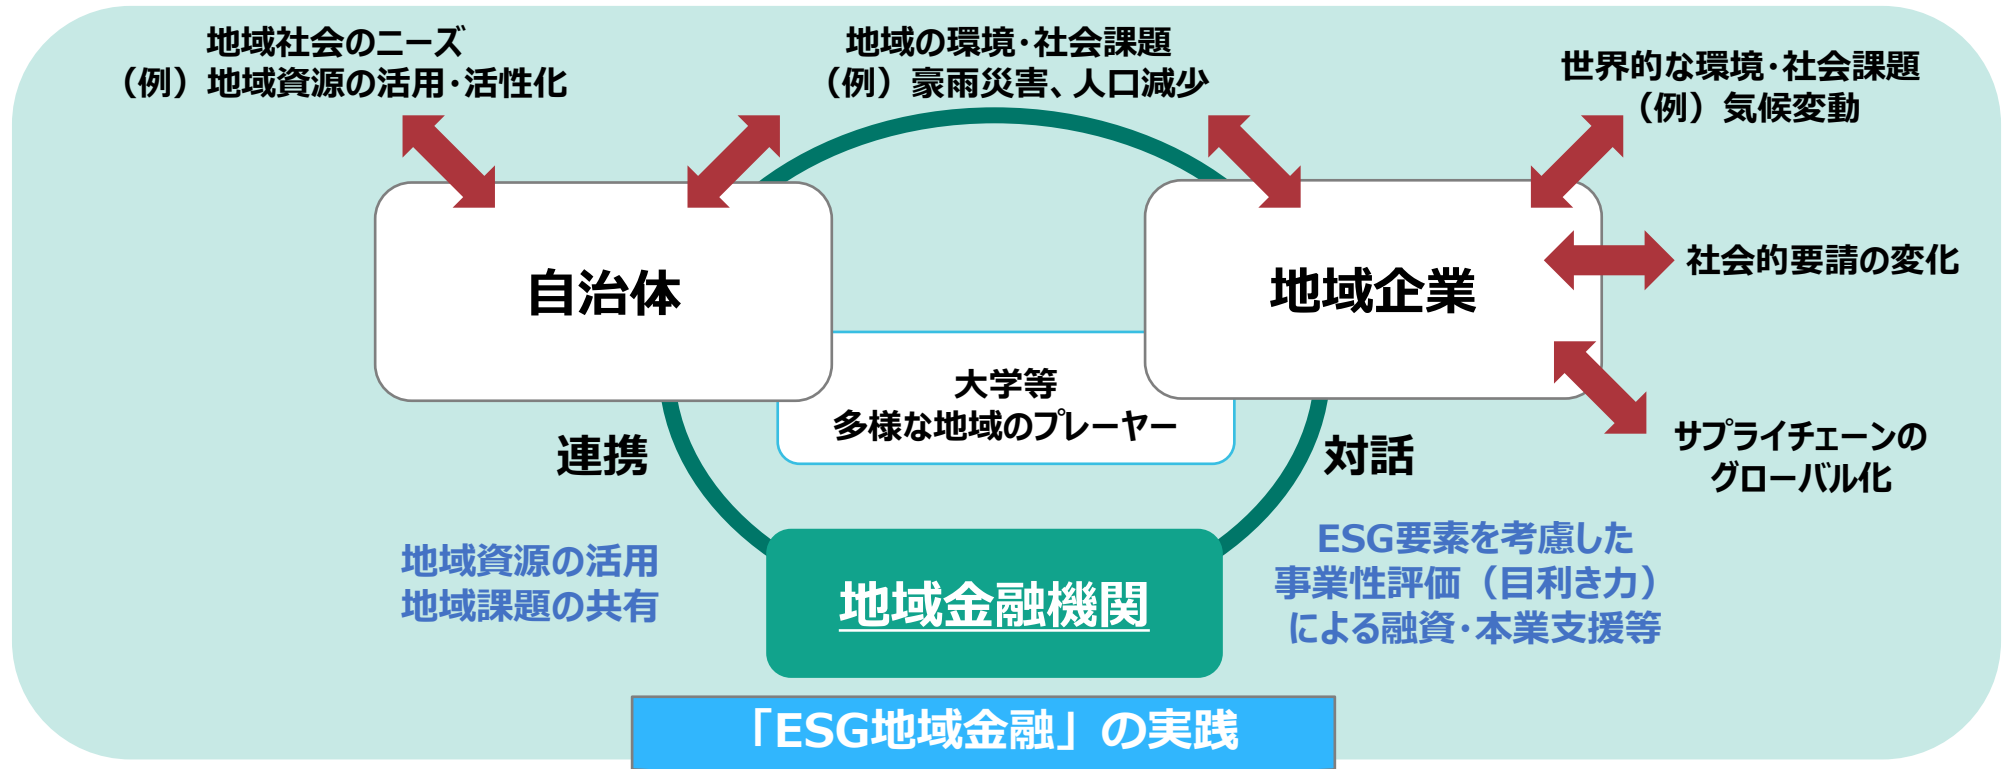 地域社会のニーズ
（例）地域資源の活用・活性化
地域の環境・社会課題
（例）豪雨災害、人口減少
世界的な環境・社会課題
（例）気候変動
自治体
地域企業
社会的要請の変化
大学等
多様な地域のプレーヤー
サプライチェーンの
グローバル化
連携
対話
地域資源の活用
地域課題の共有
地域金融機関
ESG要素を考慮した
事業性評価（目利き力）
による融資・本業支援等
「ESG地域金融」の実践